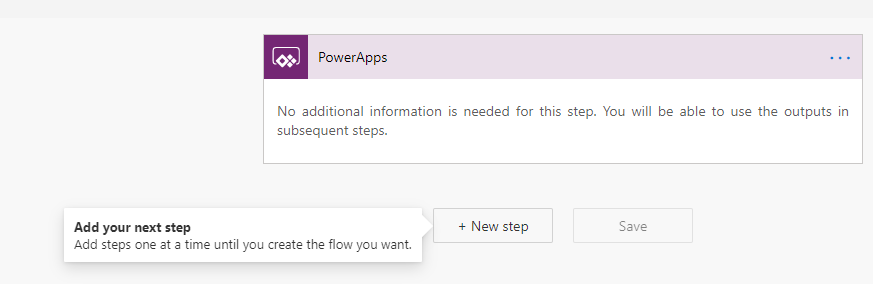 PowerApps
No additional information is needed for this step. You will be able to use the outputs in
subsequent steps.
Add your next step
Add steps one at a time until you create the flow you want.
+ New step
Save